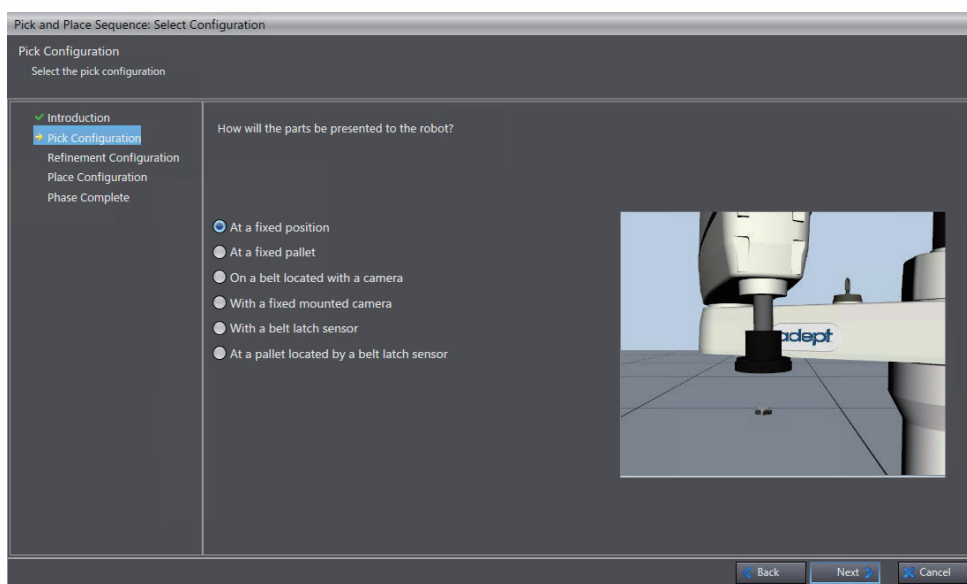 Pick and Place Sequence: Select Configuration
Pick Configuration
Select the pick configuration
Introduction
Pick Configuration
Refinement Configuration
Place Configuration
Phase Complete
How will the parts be presented to the robot?
At a fixed position
At a fixed pallet
On a belt located with a camera
With a fixed mounted camera
With a belt latch sensor
At a pallet located by a belt latch sensor
adept
Back
Next
Cancel